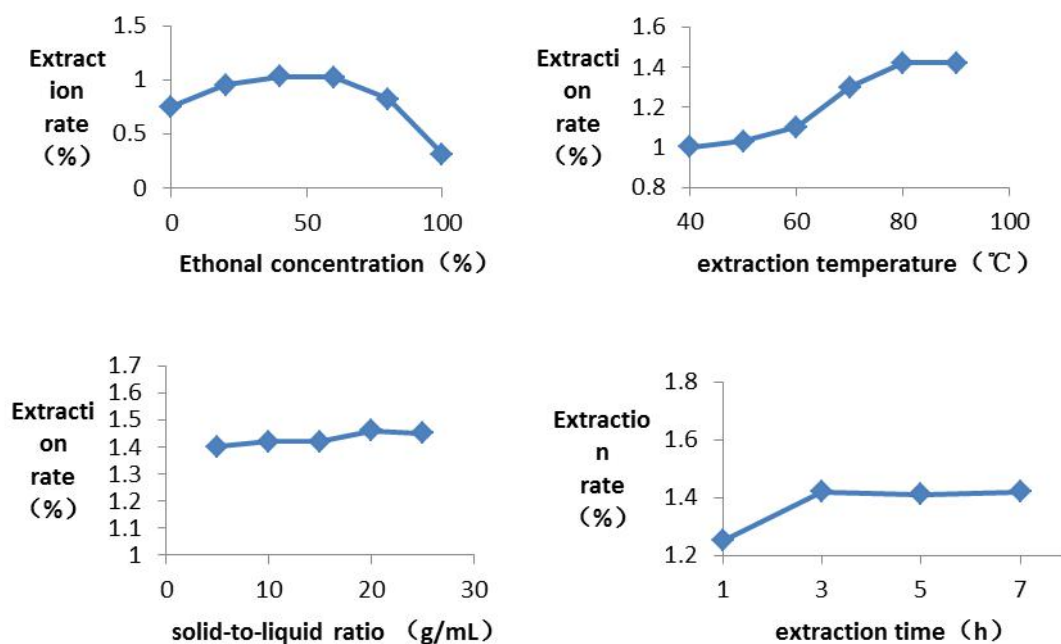 Extract
ion
rate
（%）
1.5
1
0.5
0
0
50
100
Ethonal concentration（%）
Extracti
on
rate
（%）
1.6
1.4
1.2
1
0.8
40
60
80
100
extraction temperature（℃）
Extracti
on
rate
（%）
1.7
1.6
1.5
1.4
1.3
1.2
1.1
1
0
10
20
30
solid-to-liquid ratio （g/mL）
Extractio
n
rate
（%）
1.8
1.6
1.4
1.2
1
3
5
7
extraction time（h）